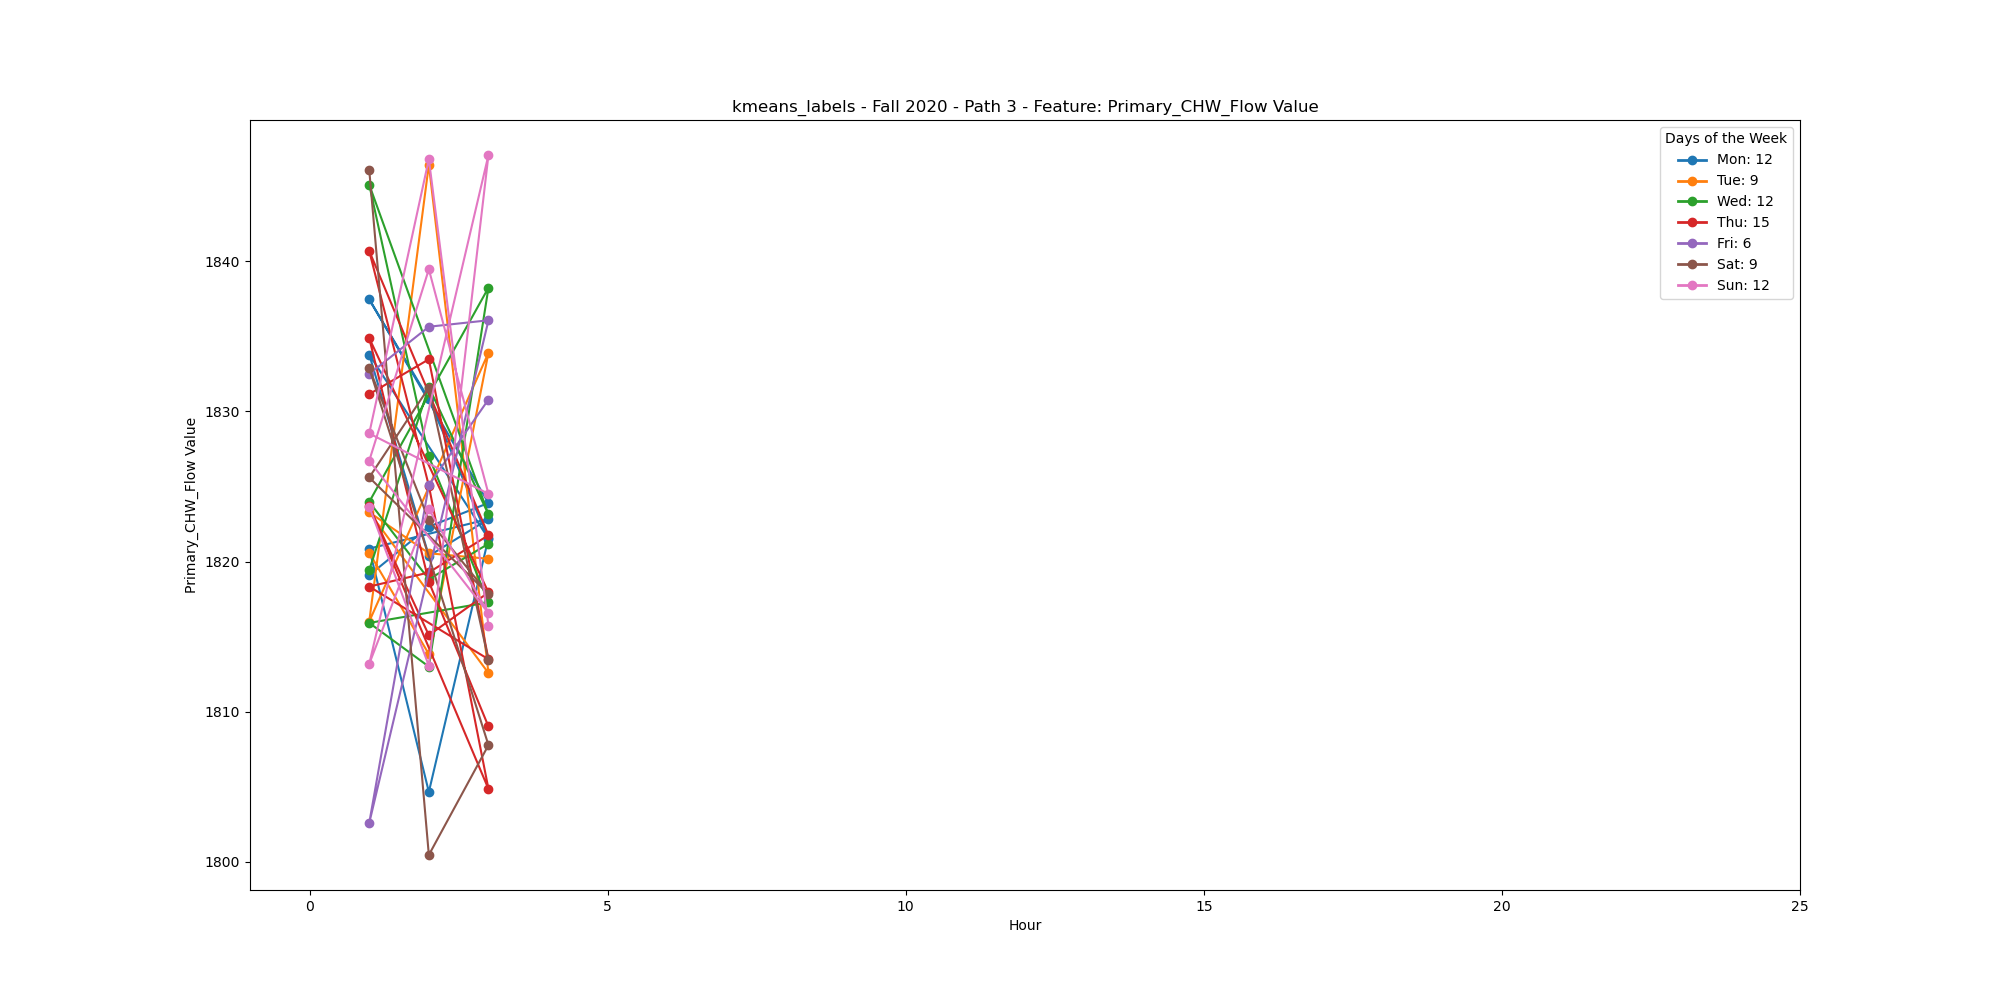 kmeans_labels - Fall 2020 - Path 3 - Feature: Primary_CHW_Flow Value
Days of the Week
Mon: 12
Tue: 9
Wed: 12
Thu: 15
Fri: 6
Sat: 9
Sun: 12
Primary_CHW_Flow Value
1840
1830
1820
1810
1800
0
5
10
15
20
25
Hour